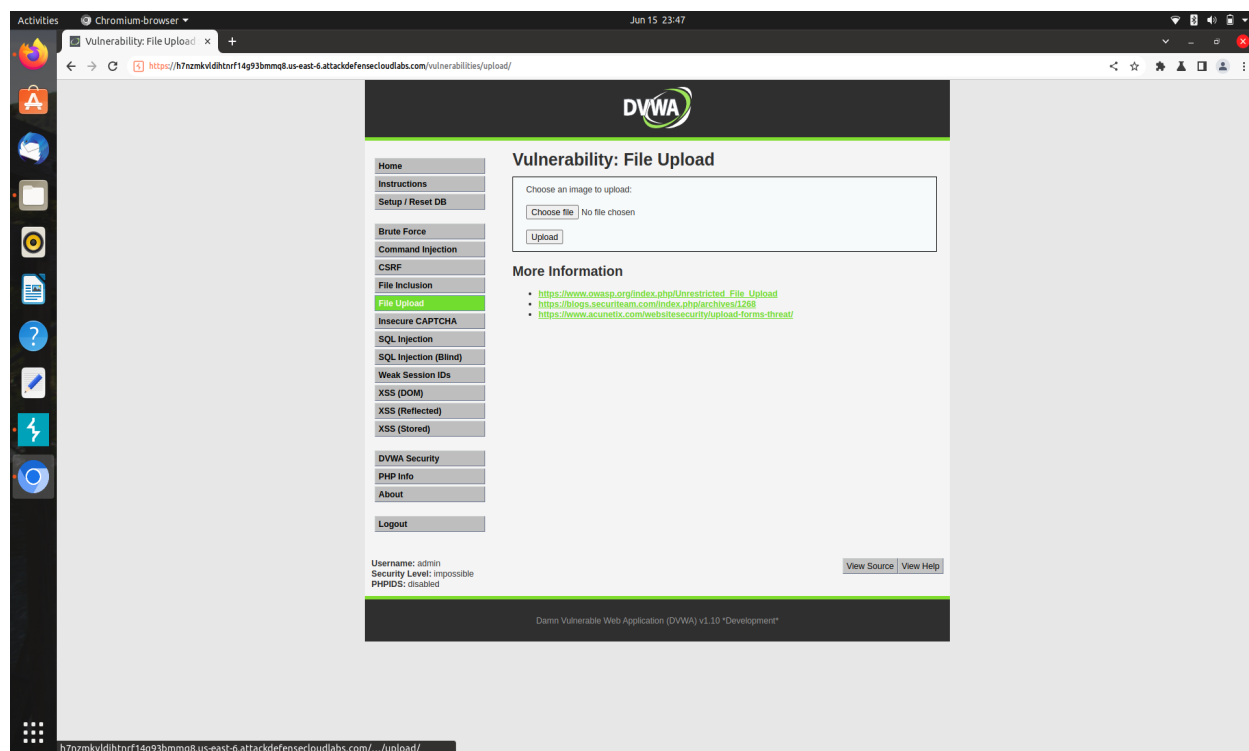 Activities Chromium-browser Jun 15 23:47
Vulnerability: File Upload
https://h7nzmkvldihtnrf14g93bmmq8.us-east-6.attackdefensecloudlabs.com/vulnerabilities/upload/
DVWA
Home
Instructions
Setup / Reset DB
Brute Force
Command Injection
CSRF
File Inclusion
File Upload
Insecure CAPTCHA
SQL Injection
SQL Injection (Blind)
Weak Session IDs
XSS (DOM)
XSS (Reflected)
XSS (Stored)
DVWA Security
PHP Info
About
Logout
Vulnerability: File Upload
Choose an image to upload:
Choose file No file chosen
Upload
More Information
https://www.owasp.org/index.php/Unrestricted_File_Upload
https://blogs.securiteam.com/index.php/archives/1268
https://www.acunetix.com/websitesecurity/upload-forms-threat/
Username: admin
Security Level: impossible
PHPIDS: disabled
View Source View Help
Damn Vulnerable Web Application (DVWA) v1.10 *Development*
h7nzmkvldihtnrf14g93bmmq8.us-east-6.attackdefensecloudlabs.com/.../upload/